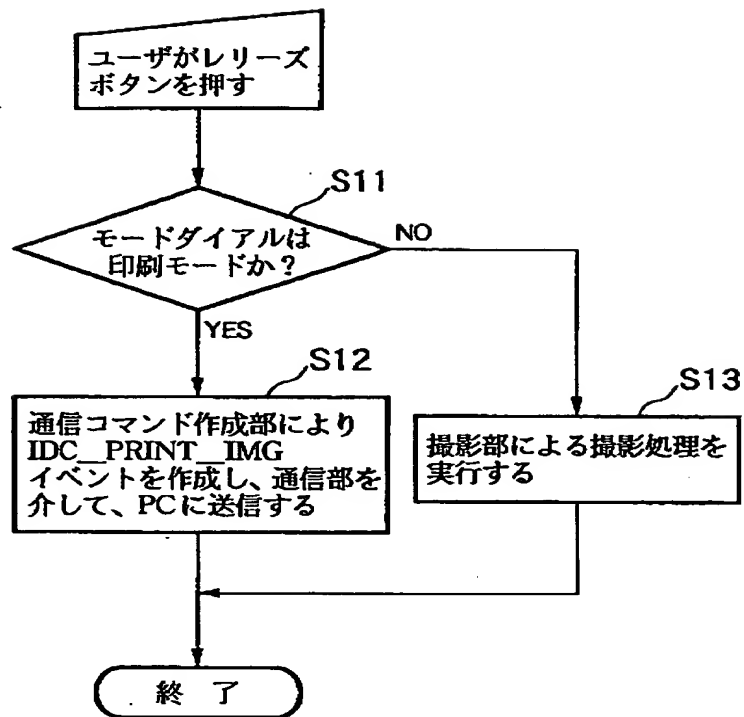 ユーザがレリーズ
ボタンを押す
S11
モードダイアルは
印刷モードか?
NO
YES
S12
通信コマンド作成部により
IDC__PRINT__IMG
イベントを作成し、通信部を
介して、PCに送信する
S13
撮影部による撮影処理を
実行する
終 了